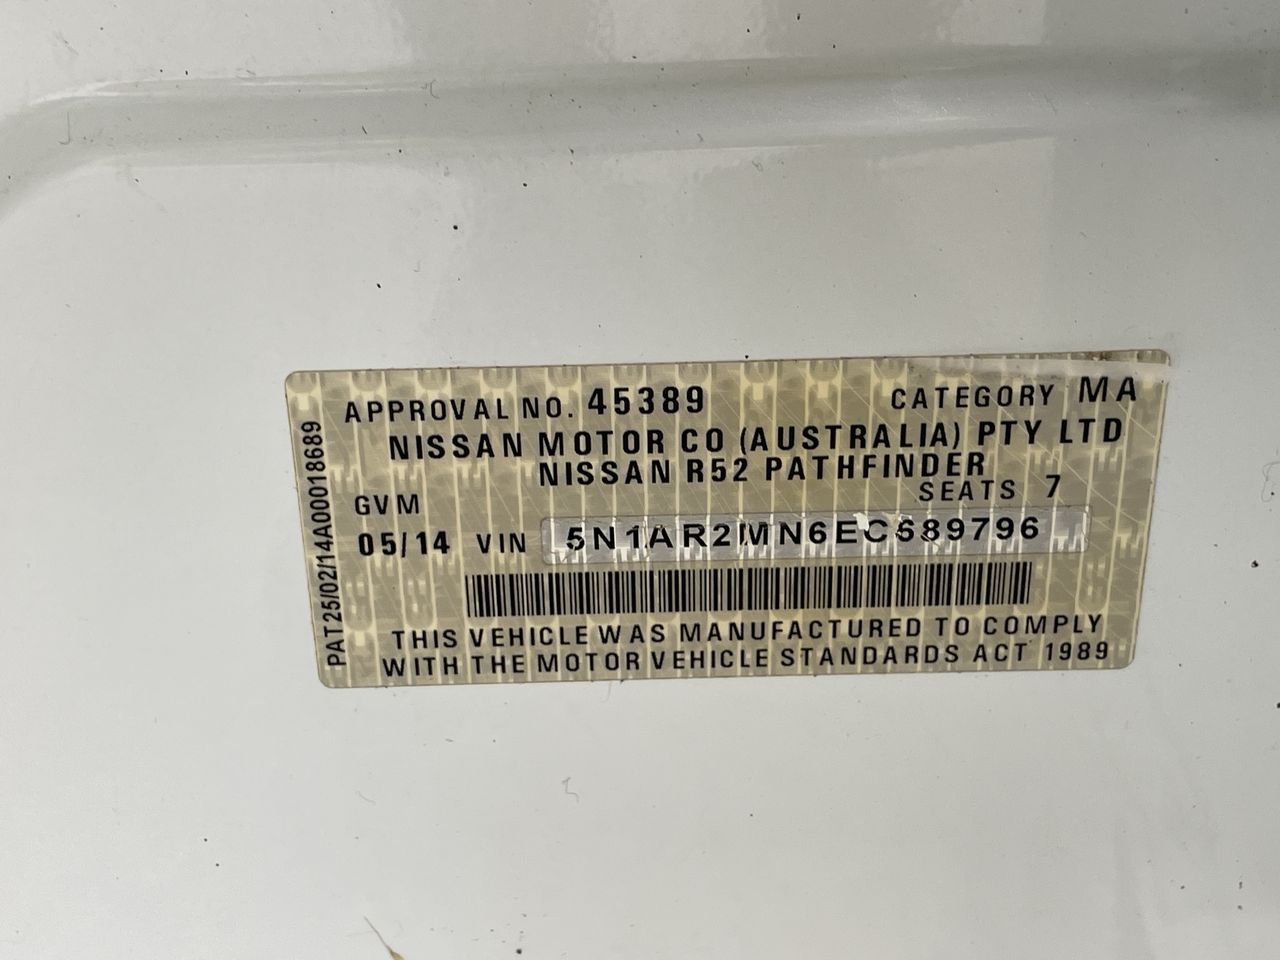 APPROVAL NO. 45389 CATEGORY MA
NISSAN MOTOR CO (AUSTRALIA) PTY LTD
NISSAN R52 PATHFINDER
GVM SEATS 7
05/14 VIN 5N1AR2MN6EC689796
THIS VEHICLE WAS MANUFACTURED TO COMPLY
WITH THE MOTOR VEHICLE STANDARDS ACT 1989
PAT25/02/14A00018689